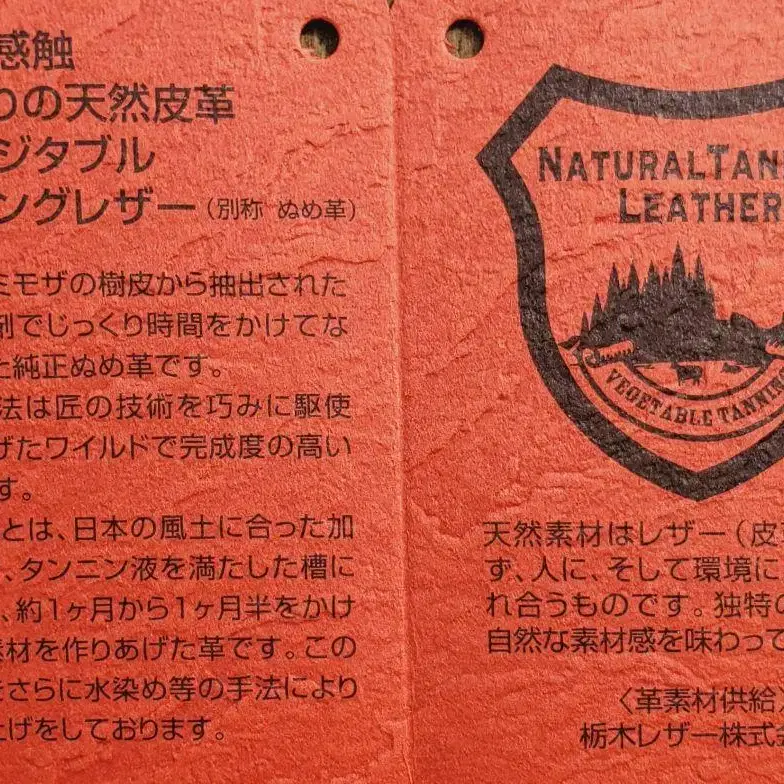 感触
りの天然皮革
ジタブル
ングレザー（別称 ぬめ革）
ミモザの樹皮から抽出された
剤でじっくり時間をかけてな
た純正ぬめ革です。
法は匠の技術を巧みに駆使
げたワイルドで完成度の高い
す。
とは、日本の風土に合った加
、タンニン液を満たした槽に
、約1ヶ月から1ヶ月半をかけ
素材を作りあげた革です。この
をさらに水染め等の手法により
上げをしております。
NATURALTAN
LEATHER
VEGETABLE TANNI
天然素材はレザー（皮
ず、人に、そして環境に
れ合うものです。独特
自然な素材感を味わって
〈革素材供給〉
栃木レザー株式会